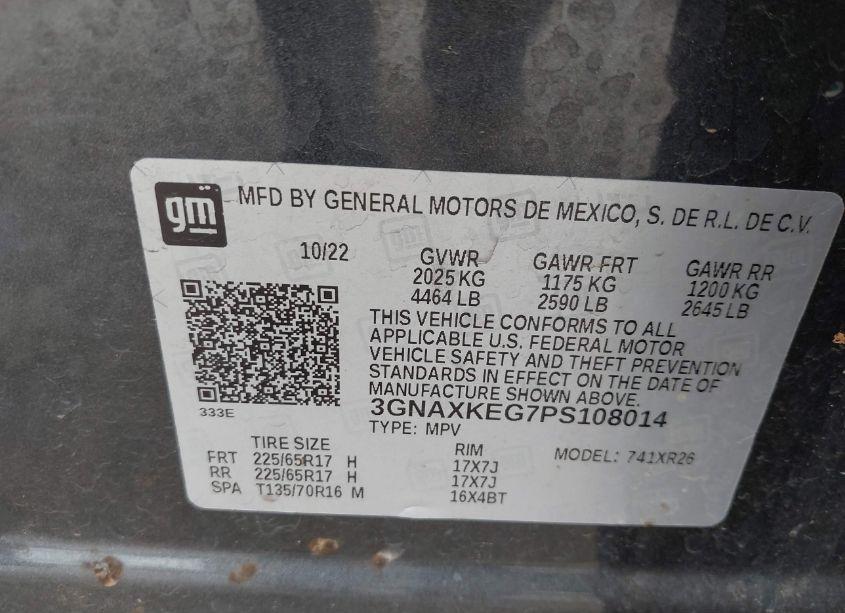 gm
MFD BY GENERAL MOTORS DE MEXICO, S. DE R.L. DE C.V.
10/22 GVWR GAWR FRT GAWR RR
2025 KG 1175 KG 1200 KG
4464 LB 2590 LB 2645 LB
THIS VEHICLE CONFORMS TO ALL
APPLICABLE U.S. FEDERAL MOTOR
VEHICLE SAFETY AND THEFT PREVENTION
STANDARDS IN EFFECT ON THE DATE OF
MANUFACTURE SHOWN ABOVE.
333E 3GNAXKEG7PS108014
TYPE: MPV
TIRE SIZE RIM MODEL: 741XR26
FRT 225/65R17 H 17X7J
RR 225/65R17 H 17X7J
SPA T135/70R16 M 16X4BT